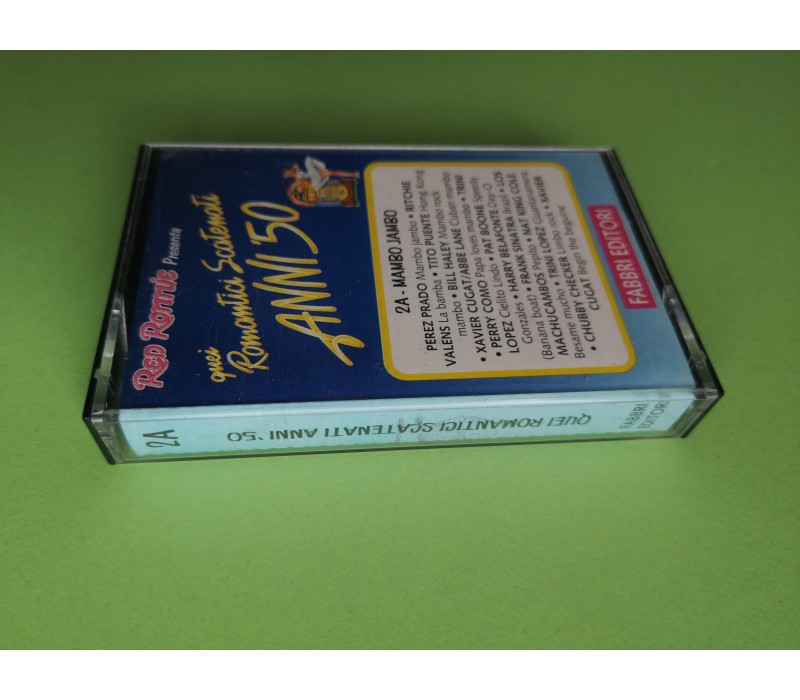 RED RONNIE Presenta
quei
Romantici Scatenati
ANNI '50
2A - MAMBO JAMBO
PEREZ PRADO Mambo jambo • RITCHIE
VALENS La bamba • TITO PUENTE Hong Kong
mambo • BILL HALEY Mambo rock
• XAVIER CUGAT/ABBE LANE Cuban mambo
• PERRY COMO Papa loves mambo • TRINI
LOPEZ Cielito Lindo • PAT BOONE Speedy
Gonzales • HARRY BELAFONTE Day-O
(Banana boat) • FRANK SINATRA Brazil • LOS
MACHUCAMBOS Pepito • NAT KING COLE
Besame mucho • TRINI LOPEZ Guantanamera
• CHUBBY CHECKER Limbo rock • XAVIER
CUGAT Begin the beguine
FABBRI EDITORI
2A
QUEI ROMANTICI SCATENATI ANNI '50
FABBRI
EDITORI